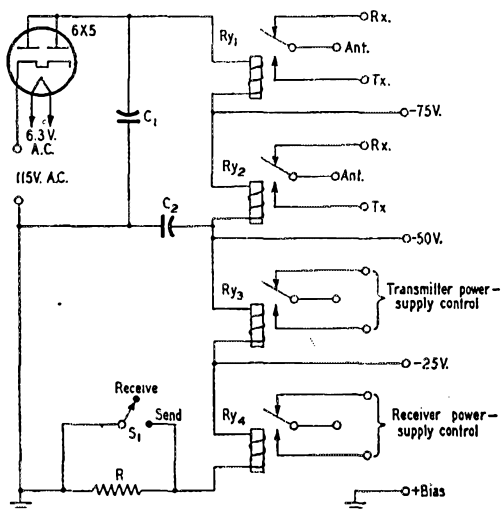 6X5
Ry1
Rx.
Ant.
Tx.
C1
6.3 V.
A.C.
-75V.
115V. A.C.
Ry2
Rx.
Ant.
Tx
C2
-50V.
Ry3
Transmitter power-
supply control
-25V.
Receive
Send
S1
Ry4
Receiver power-
supply control
R
+Bias